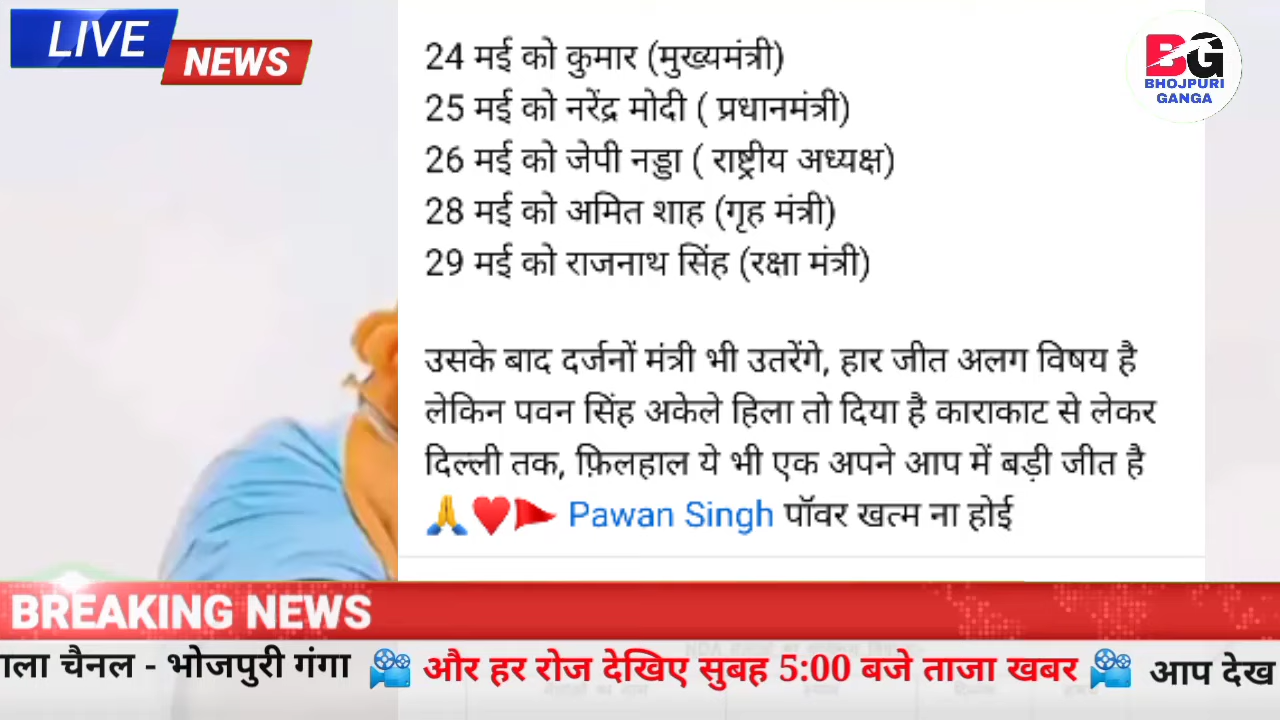 LIVE
NEWS
BG
BHOJPURI
GANGA
24 मई को कुमार (मुख्यमंत्री)
25 मई को नरेंद्र मोदी ( प्रधानमंत्री)
26 मई को जेपी नड्डा ( राष्ट्रीय अध्यक्ष)
28 मई को अमित शाह (गृह मंत्री)
29 मई को राजनाथ सिंह (रक्षा मंत्री)
उसके बाद दर्जनों मंत्री भी उतरेंगे, हार जीत अलग विषय है
लेकिन पवन सिंह अकेले हिला तो दिया है काराकाट से लेकर
दिल्ली तक, फ़िलहाल ये भी एक अपने आप में बड़ी जीत है
🙏❤️🚩 Pawan Singh पॉवर खत्म ना होई
BREAKING NEWS
ाला चैनल - भोजपुरी गंगा 🎥 और हर रोज देखिए सुबह 5:00 बजे ताजा खबर 🎥 आप देख